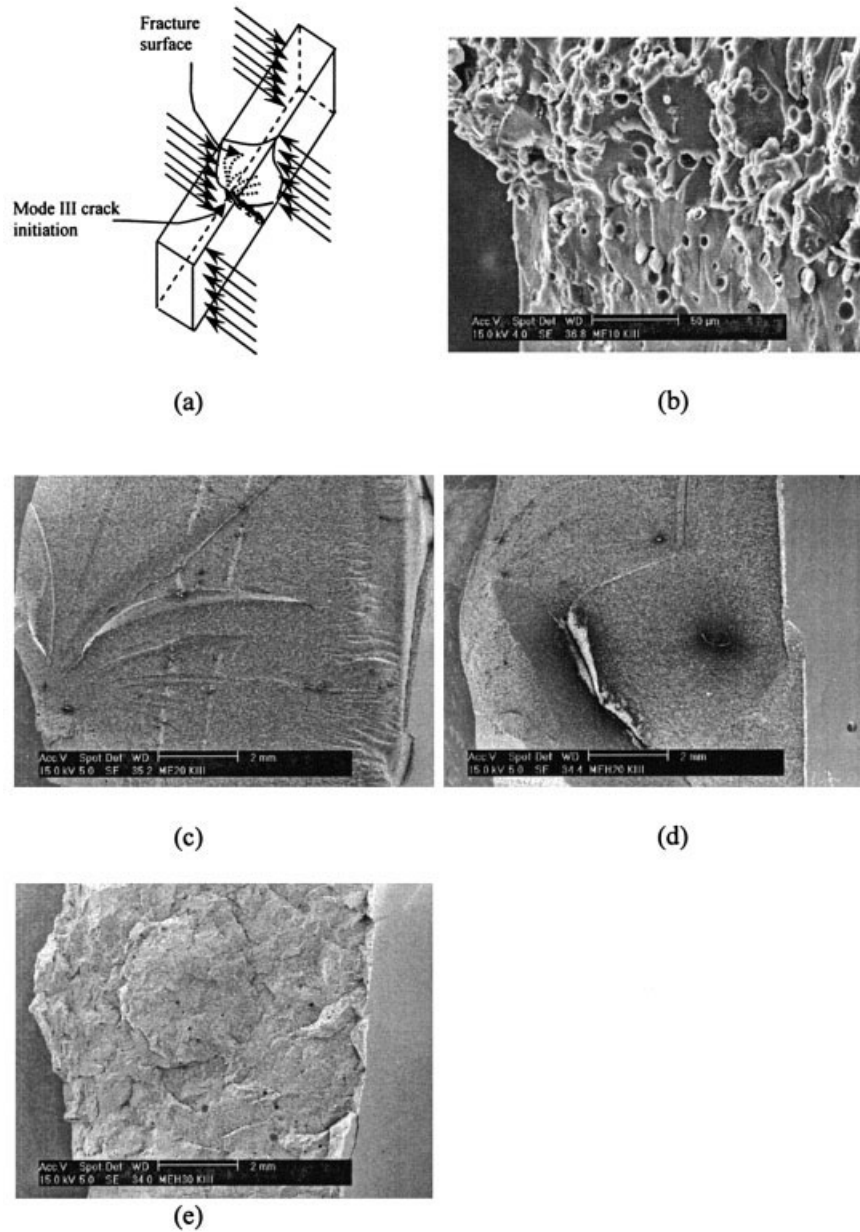 Fracture
surface
Mode III crack
initiation
(a)
Acc.V Spot Det WD 50 µm
15.0 kV 4.0 SE 36.8 ME10 KIII
(b)
Acc.V Spot Det WD 2 mm
15.0 kV 5.0 SE 35.2 ME20 KIII
(c)
Acc.V Spot Det WD 2 mm
15.0 kV 5.0 SE 34.4 MEH20 KIII
(d)
Acc.V Spot Det WD 2 mm
15.0 kV 5.0 SE 34.0 MEH30 KIII
(e)